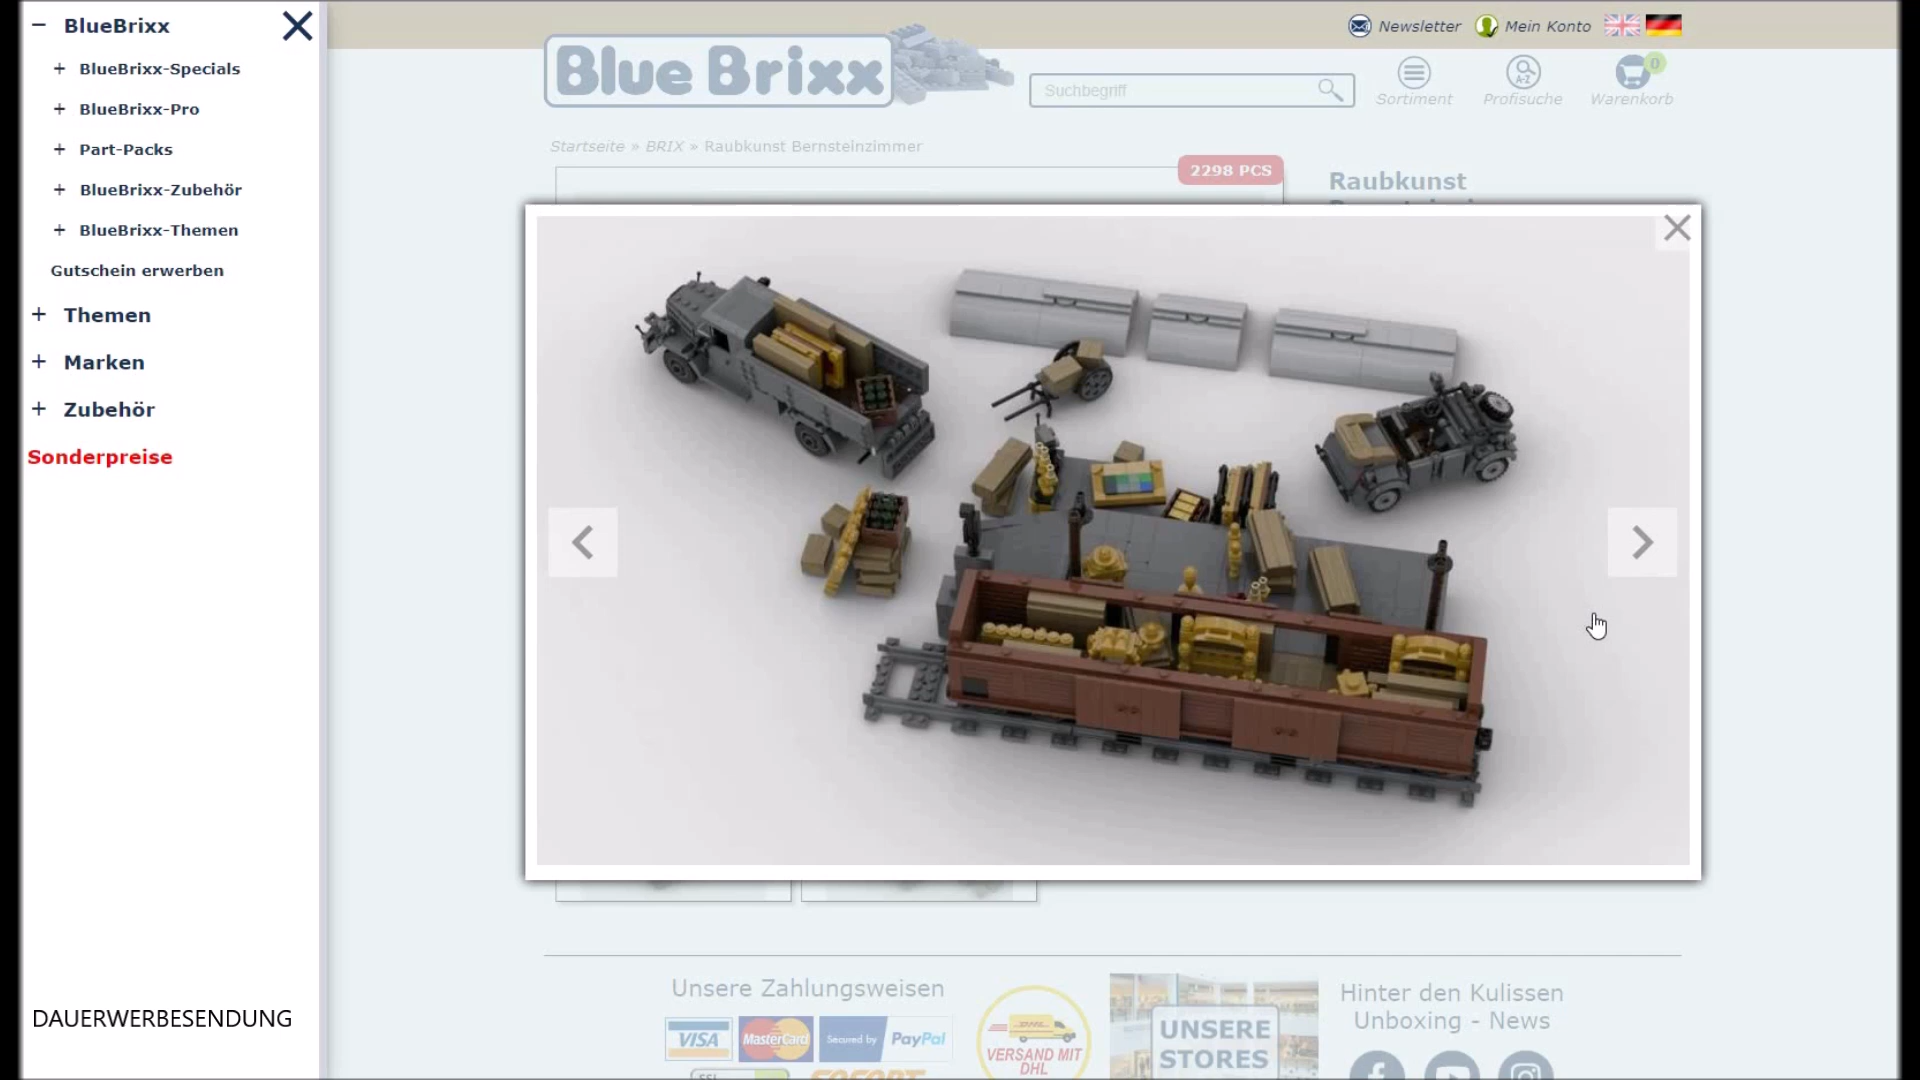 BlueBrixx
BlueBrixx-Specials
BlueBrixx-Pro
Part-Packs
BlueBrixx-Zubehör
BlueBrixx-Themen
Gutschein erwerben
Themen
Marken
Zubehör
Sonderpreise
DAUERWERBESENDUNG
Newsletter
Mein Konto
Blue Brixx
Suchbegriff
A-Z
0
Sortiment
Profisuche
Warenkorb
Startseite » BRIX » Raubkunst Bernsteinzimmer
2298 PCS
Raubkunst
Unsere Zahlungsweisen
VISA
MasterCard
Secured by PayPal
VERSAND MIT
DHL
UNSERE
STORES
Hinter den Kulissen
Unboxing - News